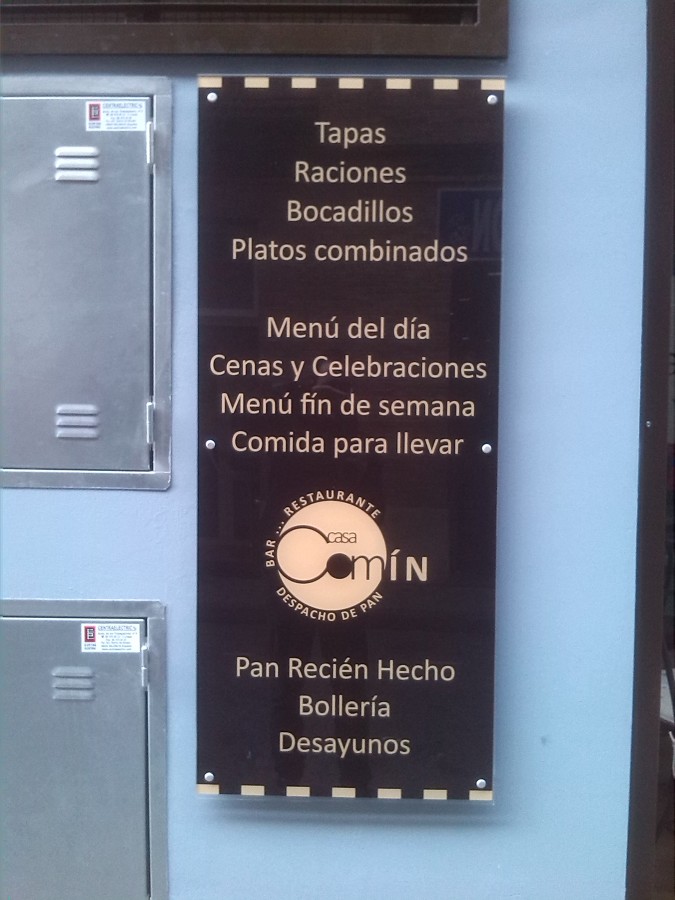 Tapas
Raciones
Bocadillos
Platos combinados
Menú del día
Cenas y Celebraciones
Menú fín de semana
Comida para llevar
BAR ... RESTAURANTE
casa
ComíN
DESPACHO DE PAN
Pan Recién Hecho
Bollería
Desayunos